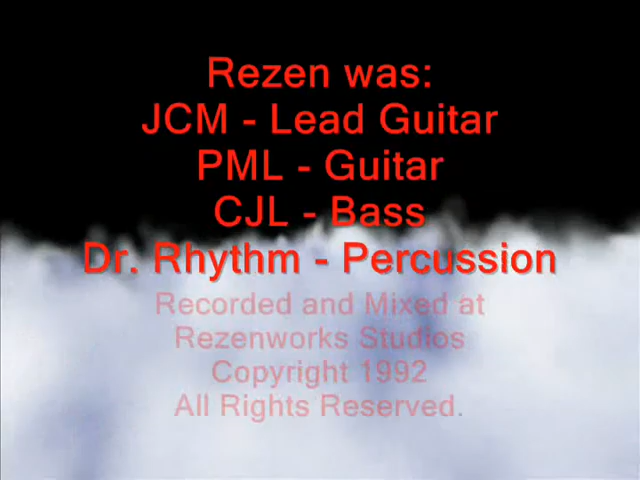 Rezen was:
JCM - Lead Guitar
PML - Guitar
CJL - Bass
Dr. Rhythm - Percussion
Recorded and Mixed at
Rezenworks Studios
Copyright 1992
All Rights Reserved.